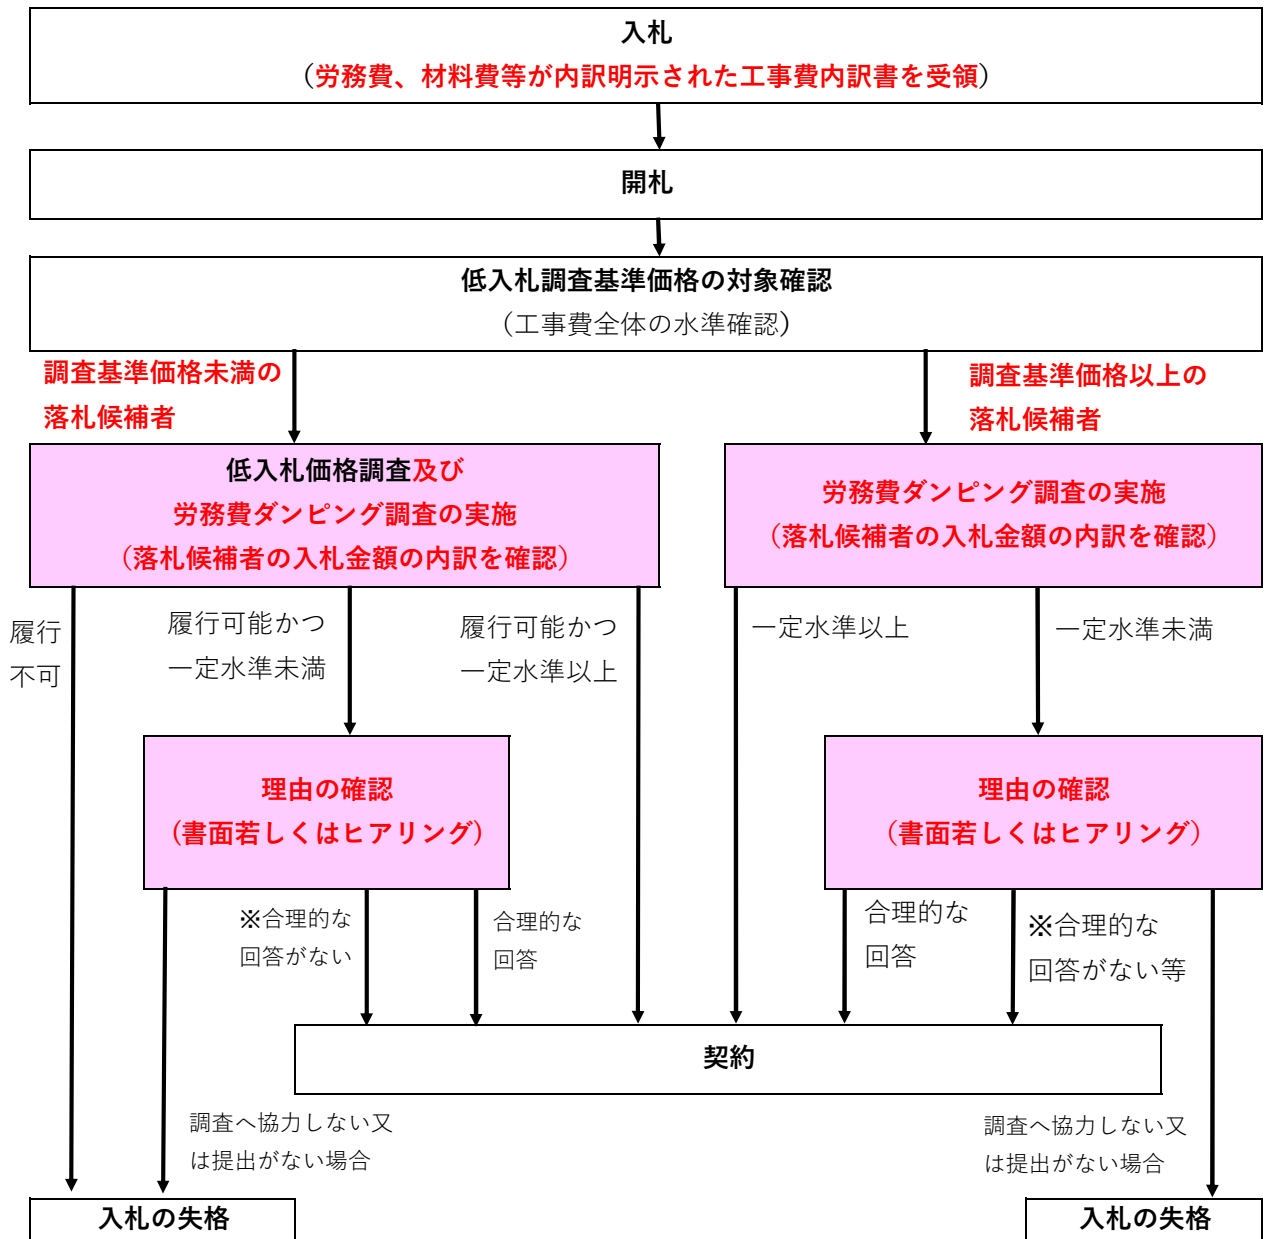 入札
（労務費、材料費等が内訳明示された工事費内訳書を受領）
開札
低入札調査基準価格の対象確認
（工事費全体の水準確認）
調査基準価格未満の
落札候補者
調査基準価格以上の
落札候補者
低入札価格調査及び
労務費ダンピング調査の実施
（落札候補者の入札金額の内訳を確認）
労務費ダンピング調査の実施
（落札候補者の入札金額の内訳を確認）
履行
不可
履行可能かつ
一定水準未満
履行可能かつ
一定水準以上
一定水準以上
一定水準未満
理由の確認
（書面若しくはヒアリング）
理由の確認
（書面若しくはヒアリング）
※合理的な
回答がない
合理的な
回答
合理的な
回答
※合理的な
回答がない等
契約
調査へ協力しない又
は提出がない場合
調査へ協力しない又
は提出がない場合
入札の失格
入札の失格